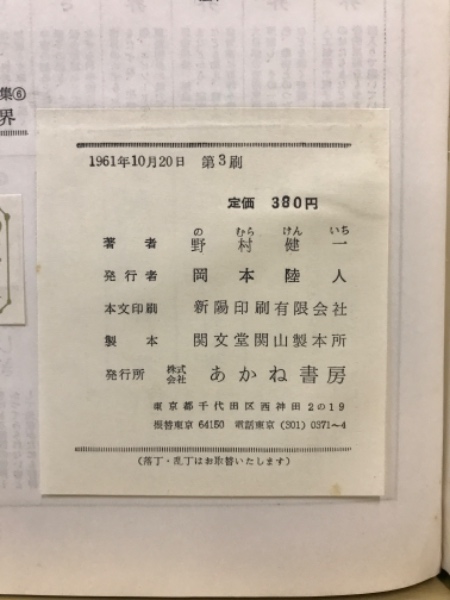 集⑥
界
1961年10月20日 第3刷
定価 380円
の むら けん いち
著者 野村健一
発行者 岡本陸人
本文印刷 新陽印刷有限会社
製本 関文堂関山製本所
発行所 株式会社 あかね書房
東京都千代田区西神田2の19
振替東京 64150 電話東京 (301) 0371~4
(落丁・乱丁はお取替いたします)